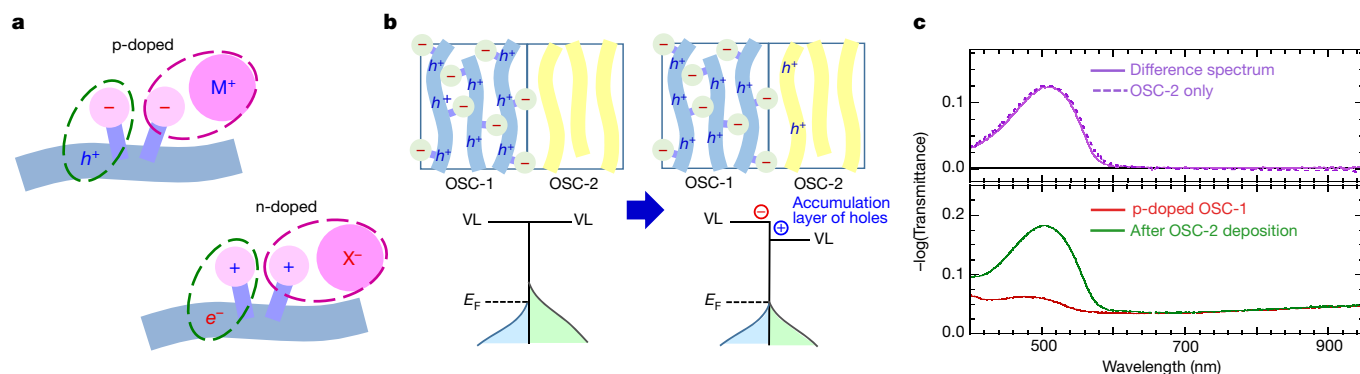 a
p-doped
−
−
M⁺
h⁺
n-doped
+
+
X⁻
e⁻
b
− h⁺ − h⁺
h⁺ −
h⁺ − h⁺ −
− h⁺
− h⁺ −
OSC-1 OSC-2
VL VL
E_F
− h⁺ − h⁺ h⁺
h⁺ −
h⁺ − h⁺ −
− h⁺ h⁺
− h⁺ −
OSC-1 OSC-2
Accumulation
layer of holes
−
VL + VL
E_F
c
−log(Transmittance)
Difference spectrum
OSC-2 only
0.1
0.0
p-doped OSC-1
After OSC-2 deposition
0.2
0.1
0.0
500 700 900
Wavelength (nm)